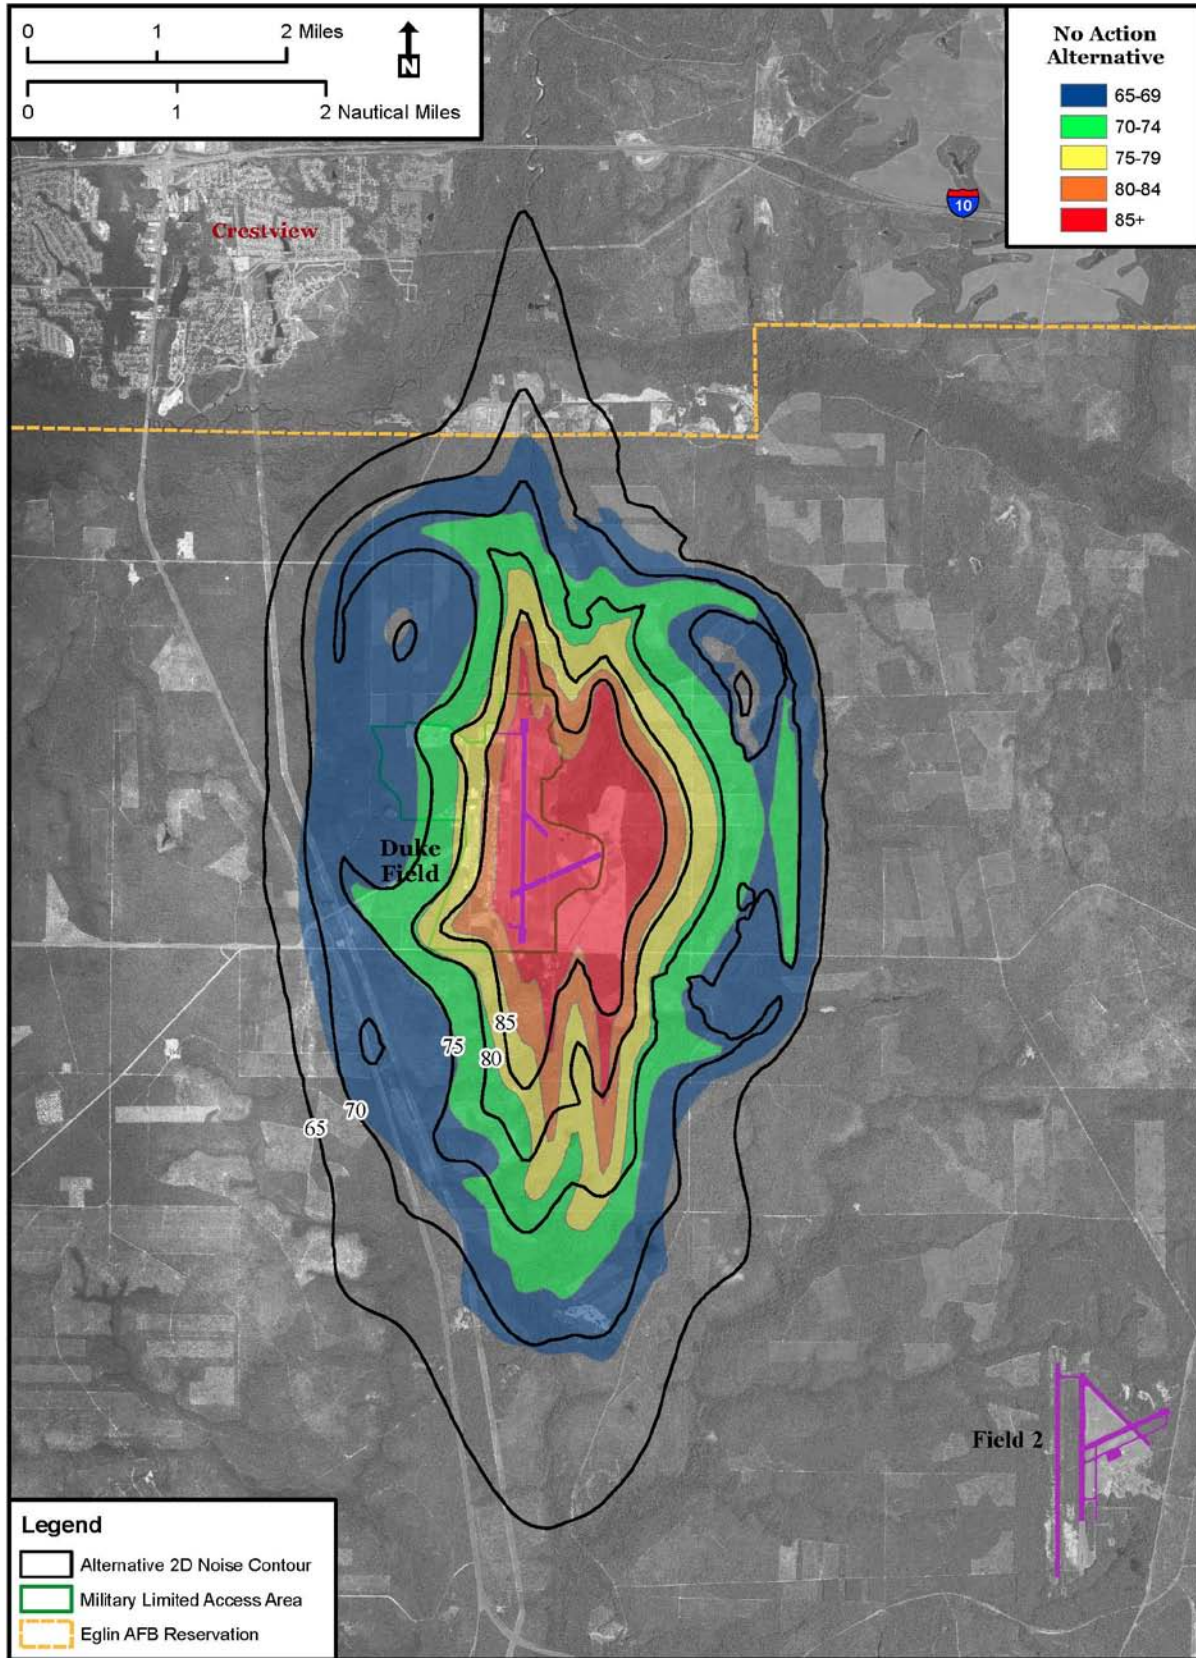 0 1 2 Miles
N
0 1 2 Nautical Miles
No Action
Alternative
65-69
70-74
75-79
80-84
85+
10
Crestview
Duke
Field
85
75
80
70
65
Field 2
Legend
Alternative 2D Noise Contour
Military Limited Access Area
Eglin AFB Reservation